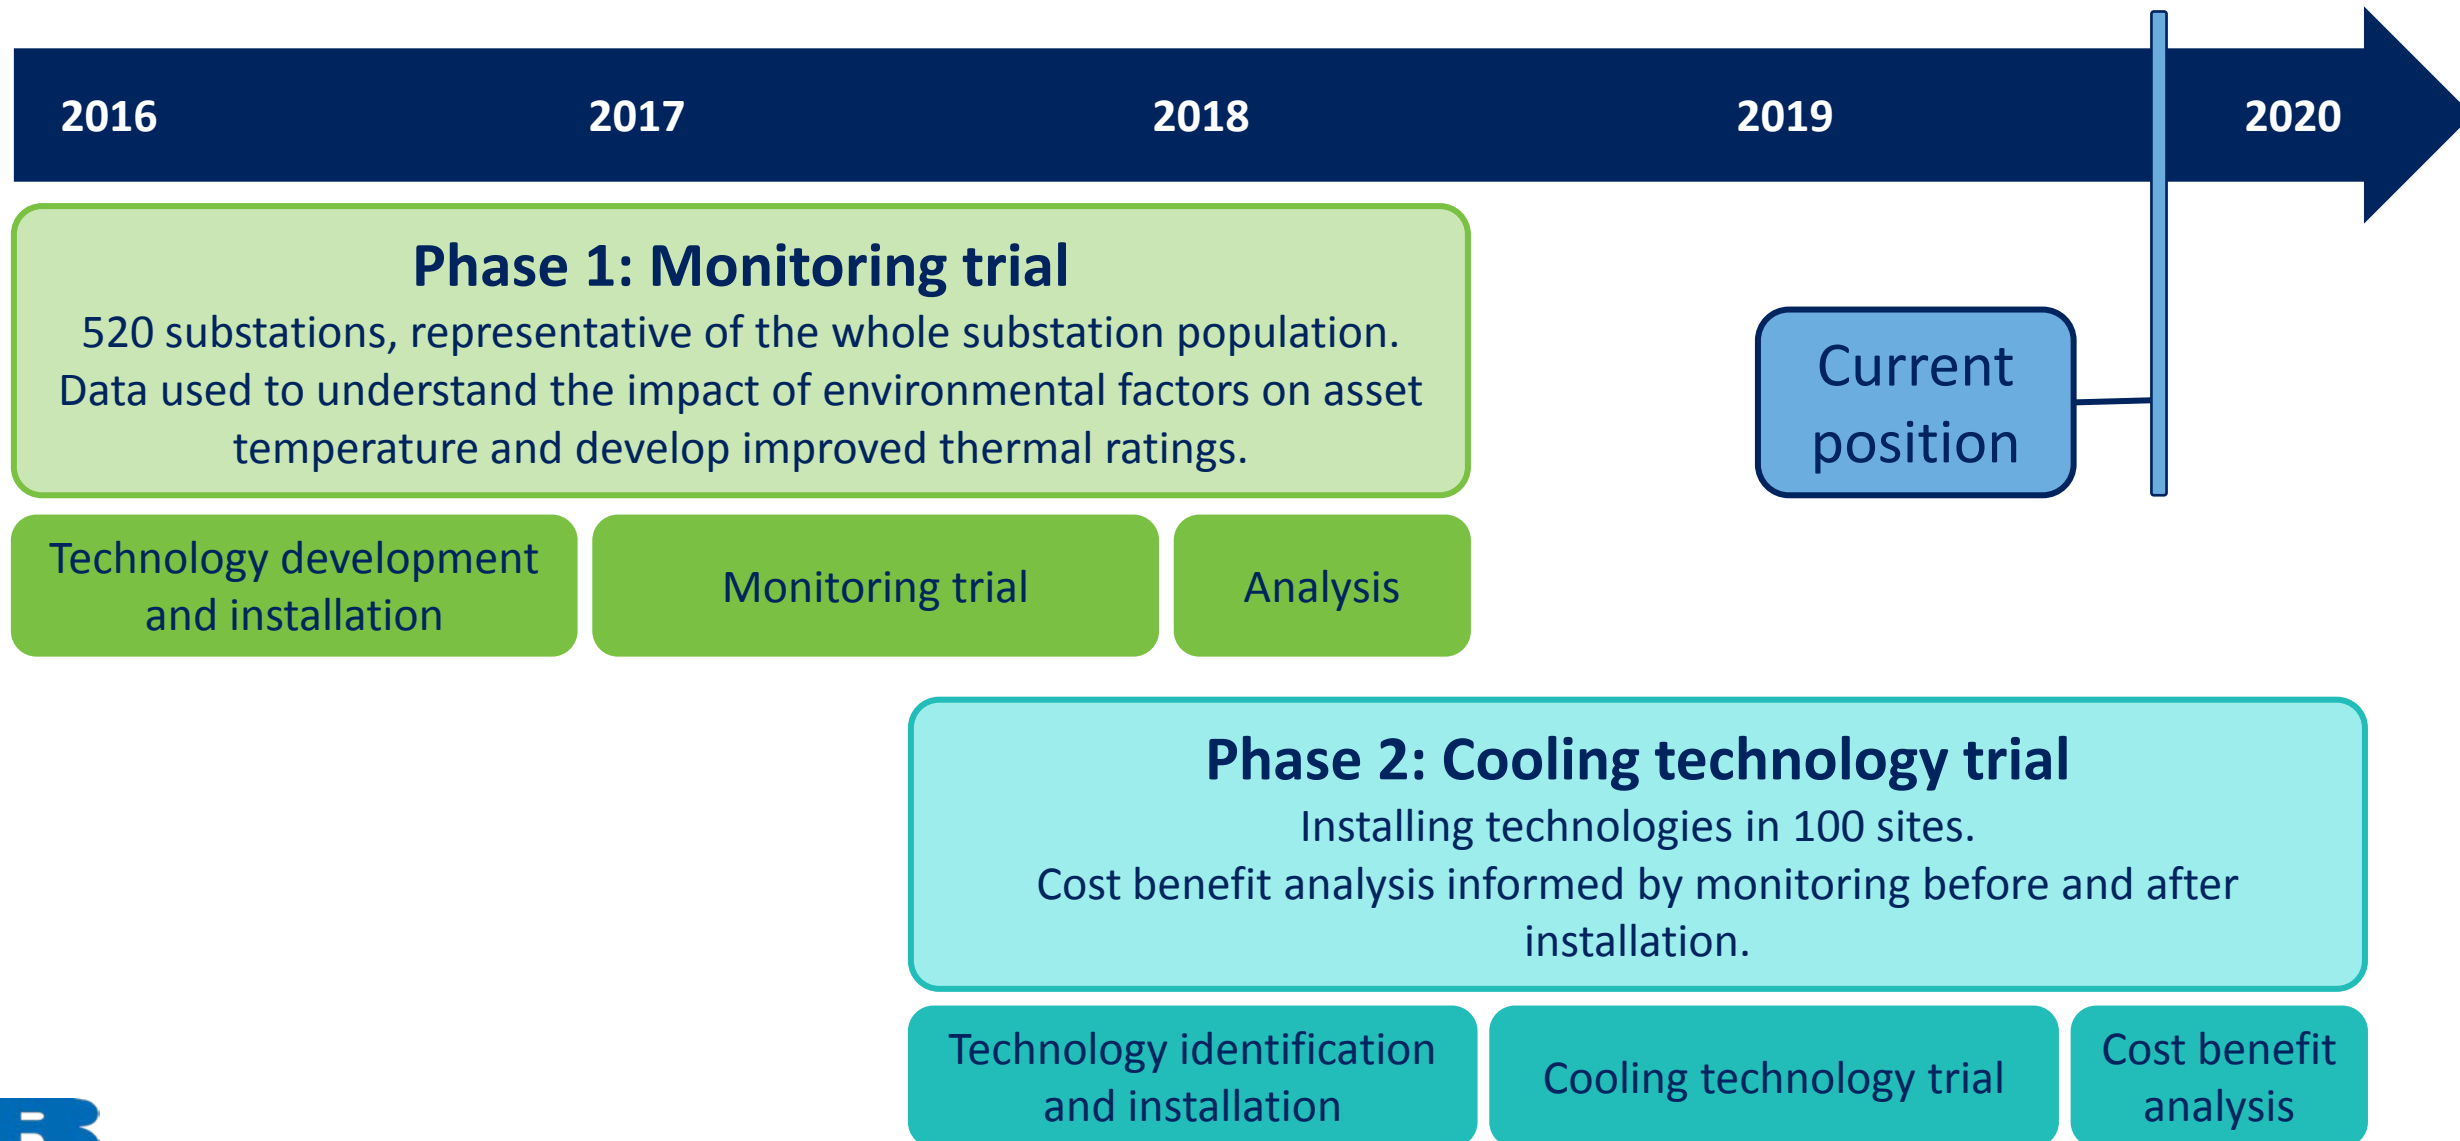 2016 2017 2018 2019 2020
Phase 1: Monitoring trial
520 substations, representative of the whole substation population.
Data used to understand the impact of environmental factors on asset
temperature and develop improved thermal ratings.
Current
position
Technology development
and installation
Monitoring trial
Analysis
Phase 2: Cooling technology trial
Installing technologies in 100 sites.
Cost benefit analysis informed by monitoring before and after
installation.
Technology identification
and installation
Cooling technology trial
Cost benefit
analysis